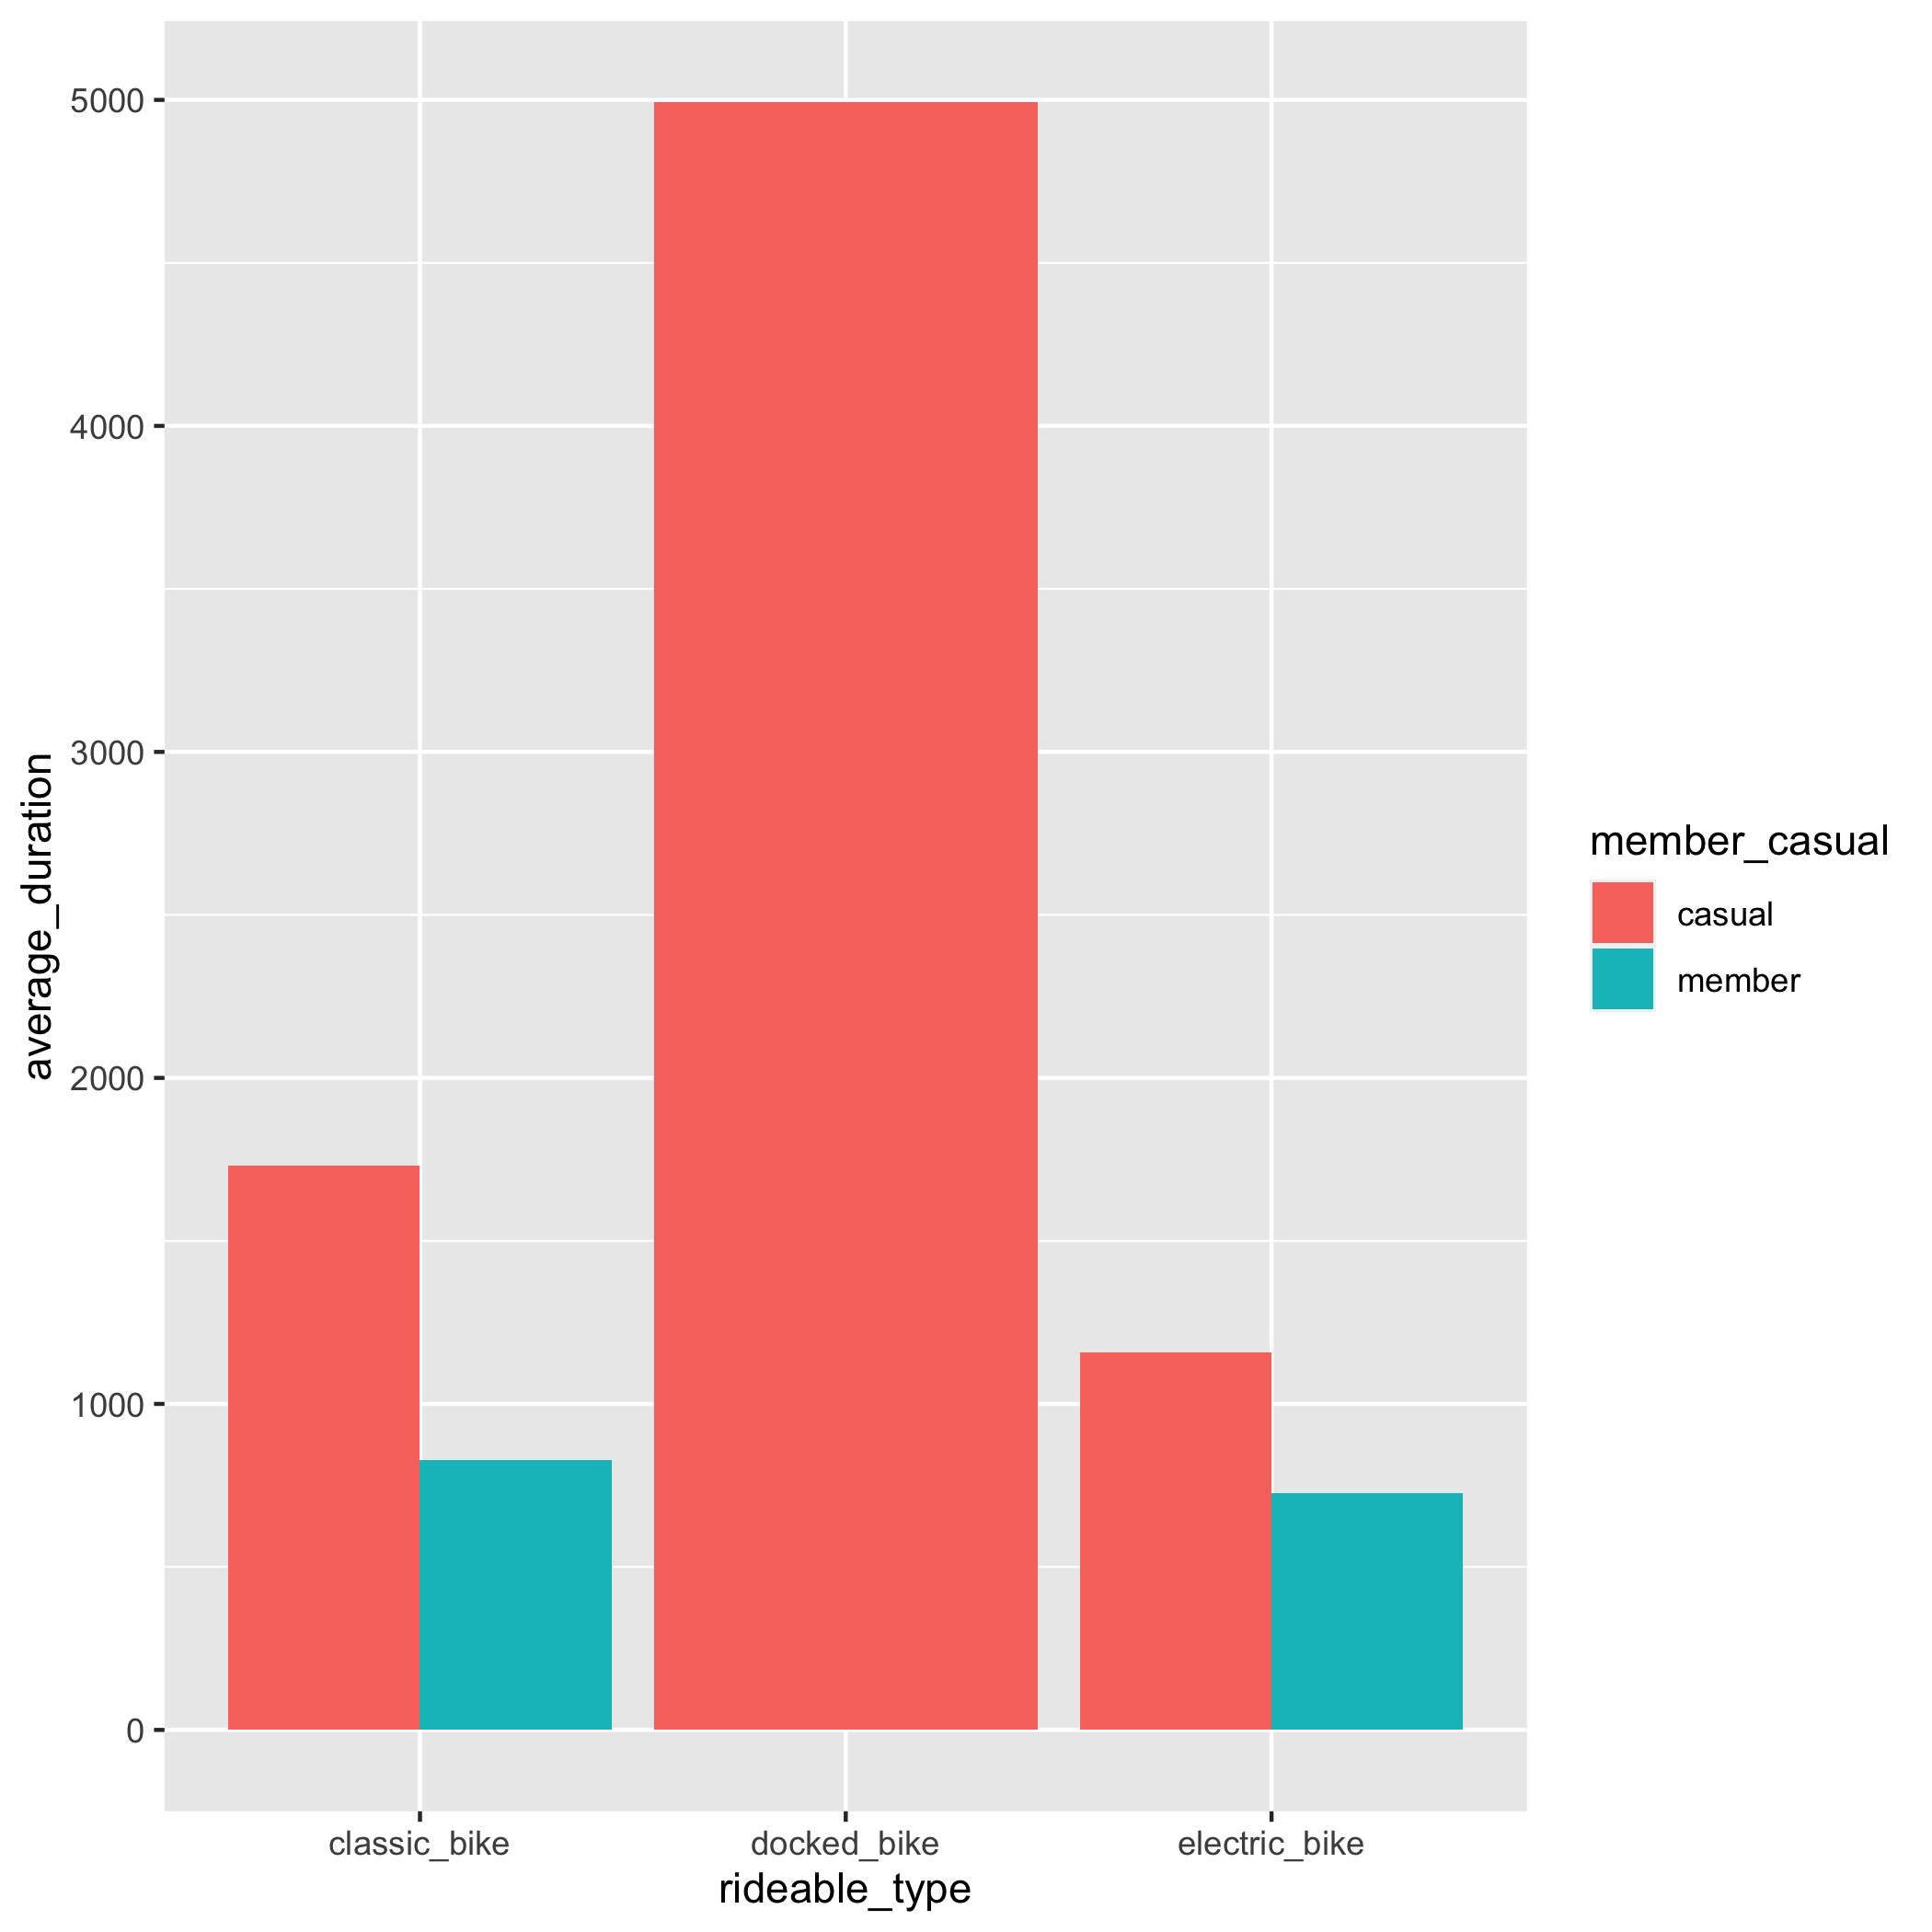 average_duration
5000
4000
3000
2000
1000
0
classic_bike docked_bike electric_bike
rideable_type
member_casual
casual
member